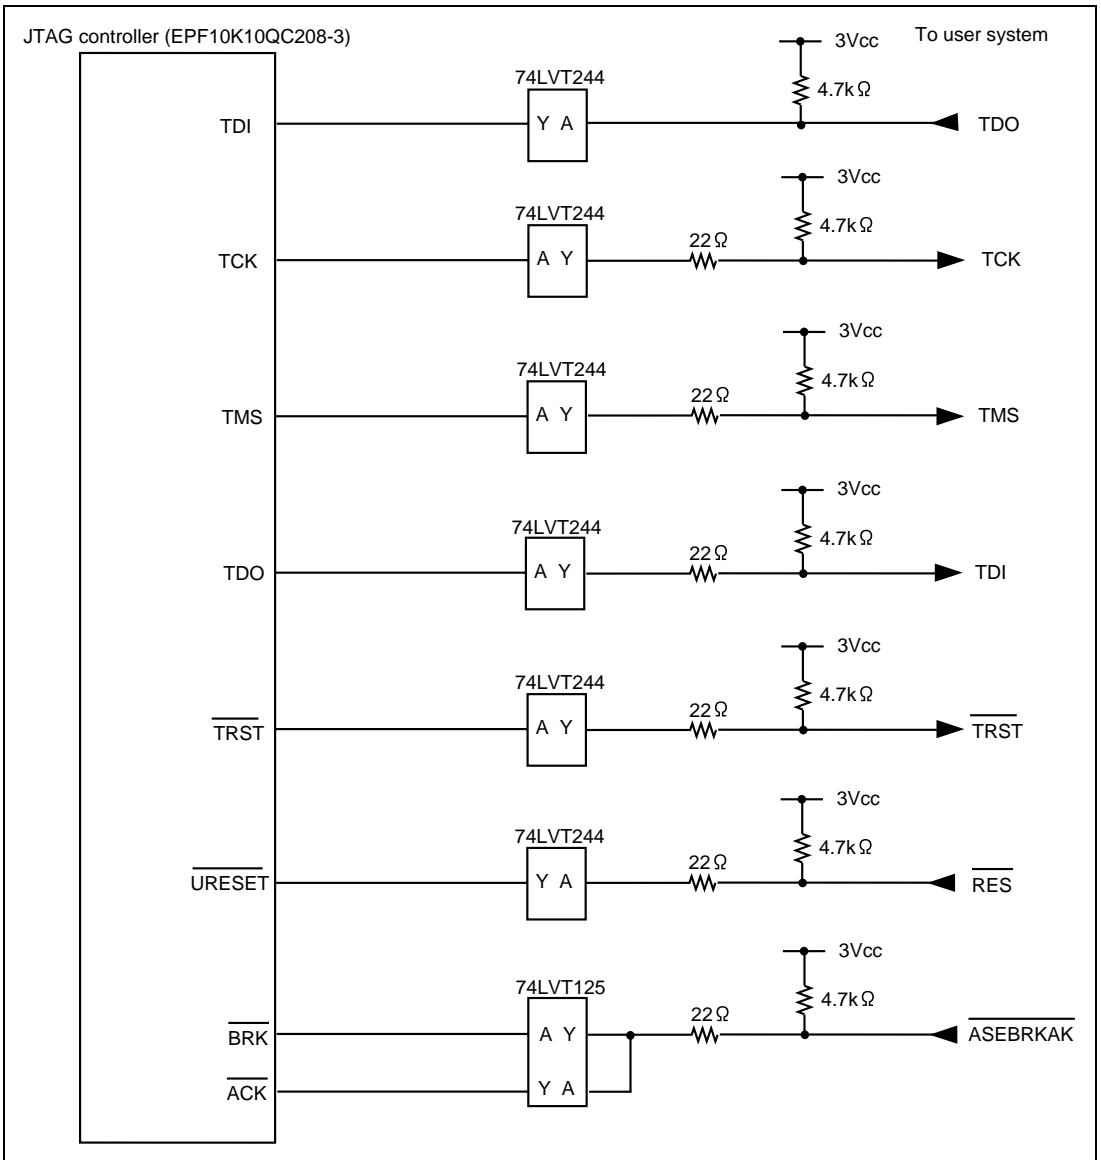 JTAG controller (EPF10K10QC208-3)
3Vcc
To user system
74LVT244
4.7kΩ
TDI
Y A
TDO
3Vcc
74LVT244
4.7kΩ
22Ω
TCK
A Y
TCK
3Vcc
74LVT244
4.7kΩ
22Ω
TMS
A Y
TMS
3Vcc
74LVT244
4.7kΩ
22Ω
TDO
A Y
TDI
3Vcc
74LVT244
4.7kΩ
22Ω
TRST
A Y
TRST
3Vcc
74LVT244
4.7kΩ
22Ω
URESET
Y A
RES
3Vcc
74LVT125
4.7kΩ
22Ω
BRK
A Y
ASEBRKAK
ACK
Y A